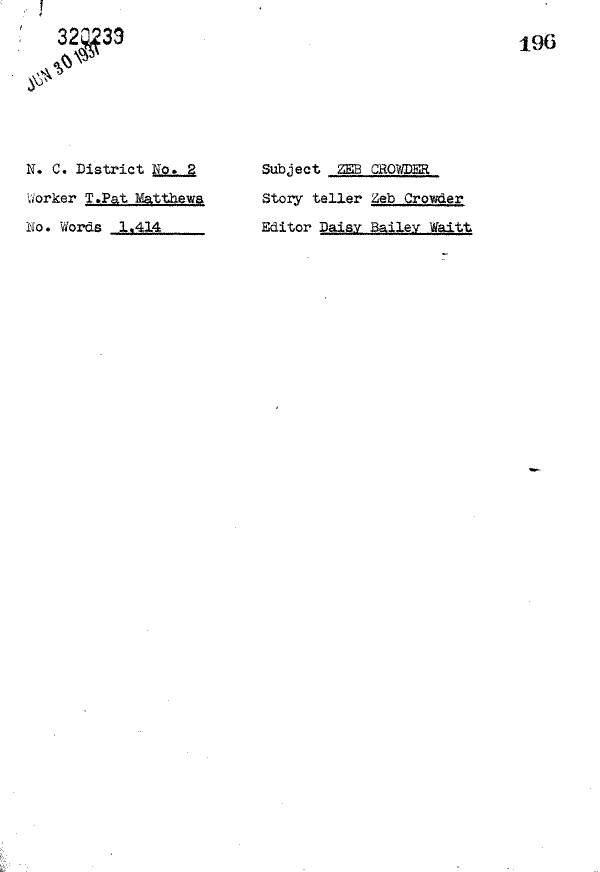 320239
JUN 30 1937
196
N. C. District No. 2 Subject ZEB CROWDER
Worker T.Pat Matthews Story teller Zeb Crowder
No. Words 1,414 Editor Daisy Bailey Waitt